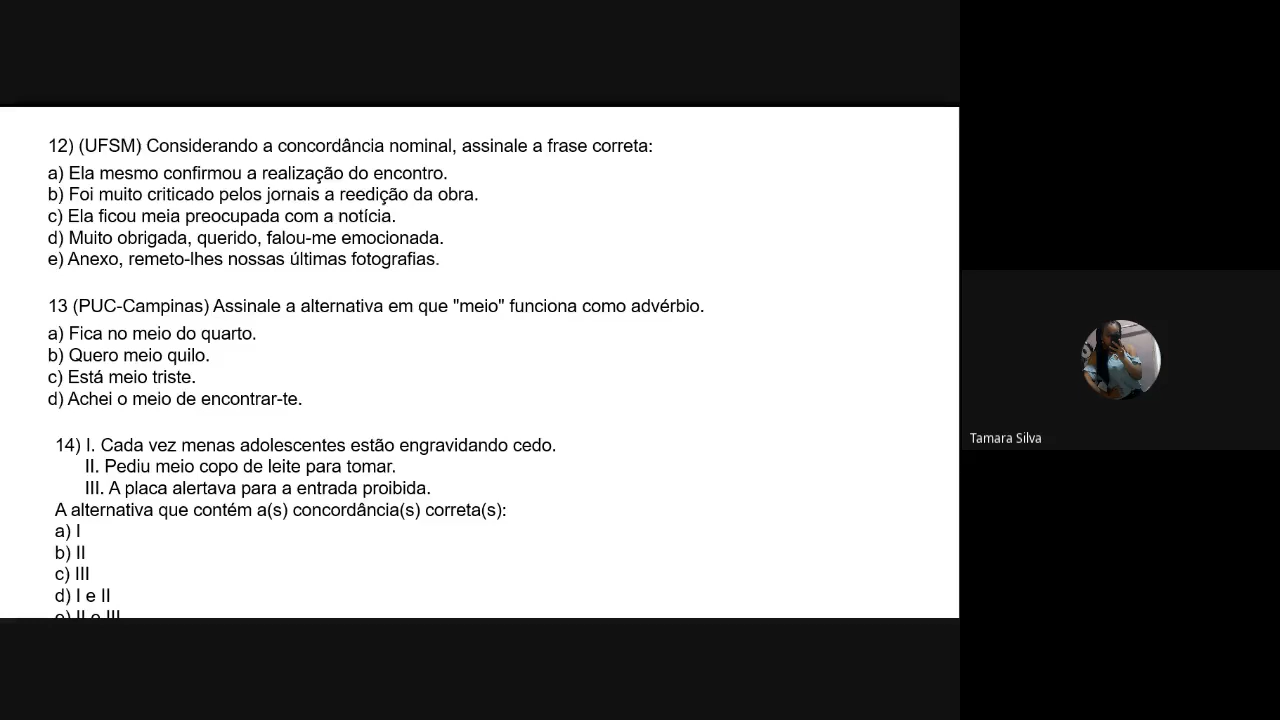 12) (UFSM) Considerando a concordância nominal, assinale a frase correta:
a) Ela mesmo confirmou a realização do encontro.
b) Foi muito criticado pelos jornais a reedição da obra.
c) Ela ficou meia preocupada com a notícia.
d) Muito obrigada, querido, falou-me emocionada.
e) Anexo, remeto-lhes nossas últimas fotografias.
13 (PUC-Campinas) Assinale a alternativa em que "meio" funciona como advérbio.
a) Fica no meio do quarto.
b) Quero meio quilo.
c) Está meio triste.
d) Achei o meio de encontrar-te.
14) I. Cada vez menas adolescentes estão engravidando cedo.
II. Pediu meio copo de leite para tomar.
III. A placa alertava para a entrada proibida.
A alternativa que contém a(s) concordância(s) correta(s):
a) I
b) II
c) III
d) I e II
e) II e III
Tamara Silva